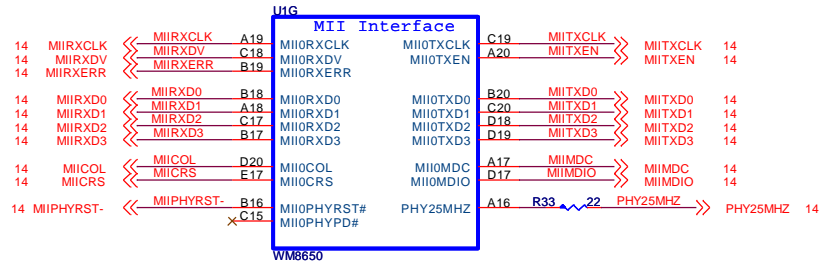 U1G
MII Interface
14 MIIRXCLK MIIRXCLK A19 MII0RXCLK MII0TXCLK C19 MIITXCLK MIITXCLK 14
14 MIIRXDV MIIRXDV C18 MII0RXDV MII0TXEN A20 MIITXEN MIITXEN 14
14 MIIRXERR MIIRXERR B19 MII0RXERR
14 MIIRXD0 MIIRXD0 B18 MII0RXD0 MII0TXD0 B20 MIITXD0 MIITXD0 14
14 MIIRXD1 MIIRXD1 A18 MII0RXD1 MII0TXD1 C20 MIITXD1 MIITXD1 14
14 MIIRXD2 MIIRXD2 C17 MII0RXD2 MII0TXD2 D18 MIITXD2 MIITXD2 14
14 MIIRXD3 MIIRXD3 B17 MII0RXD3 MII0TXD3 D19 MIITXD3 MIITXD3 14
14 MIICOL MIICOL D20 MII0COL MII0MDC A17 MIIMDC MIIMDC 14
14 MIICRS MIICRS E17 MII0CRS MII0MDIO D17 MIIMDIO MIIMDIO 14
14 MIIPHYRST- MIIPHYRST- B16 MII0PHYRST# PHY25MHZ A16 R33 22 PHY25MHZ PHY25MHZ 14
C15 MII0PHYPD#
WM8650